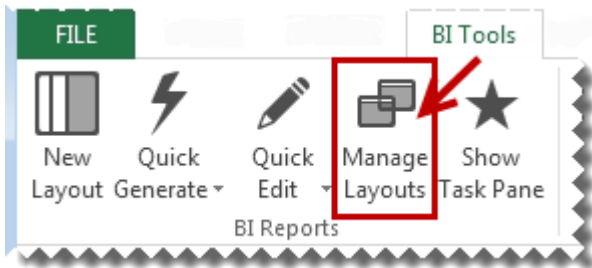 FILE BI Tools
New Quick Quick Manage Show
Layout Generate Edit Layouts Task Pane
BI Reports